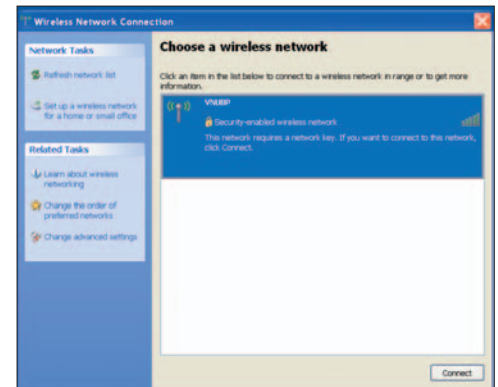 Wireless Network Connection
Network Tasks
Refresh network list
Set up a wireless network
for a home or small office
Related Tasks
Learn about wireless
networking
Change the order of
preferred networks
Change advanced settings
Choose a wireless network
Click an item in the list below to connect to a wireless network in range or to get more
information.
VNUBP
Security-enabled wireless network
This network requires a network key. If you want to connect to this network,
click Connect.
Connect